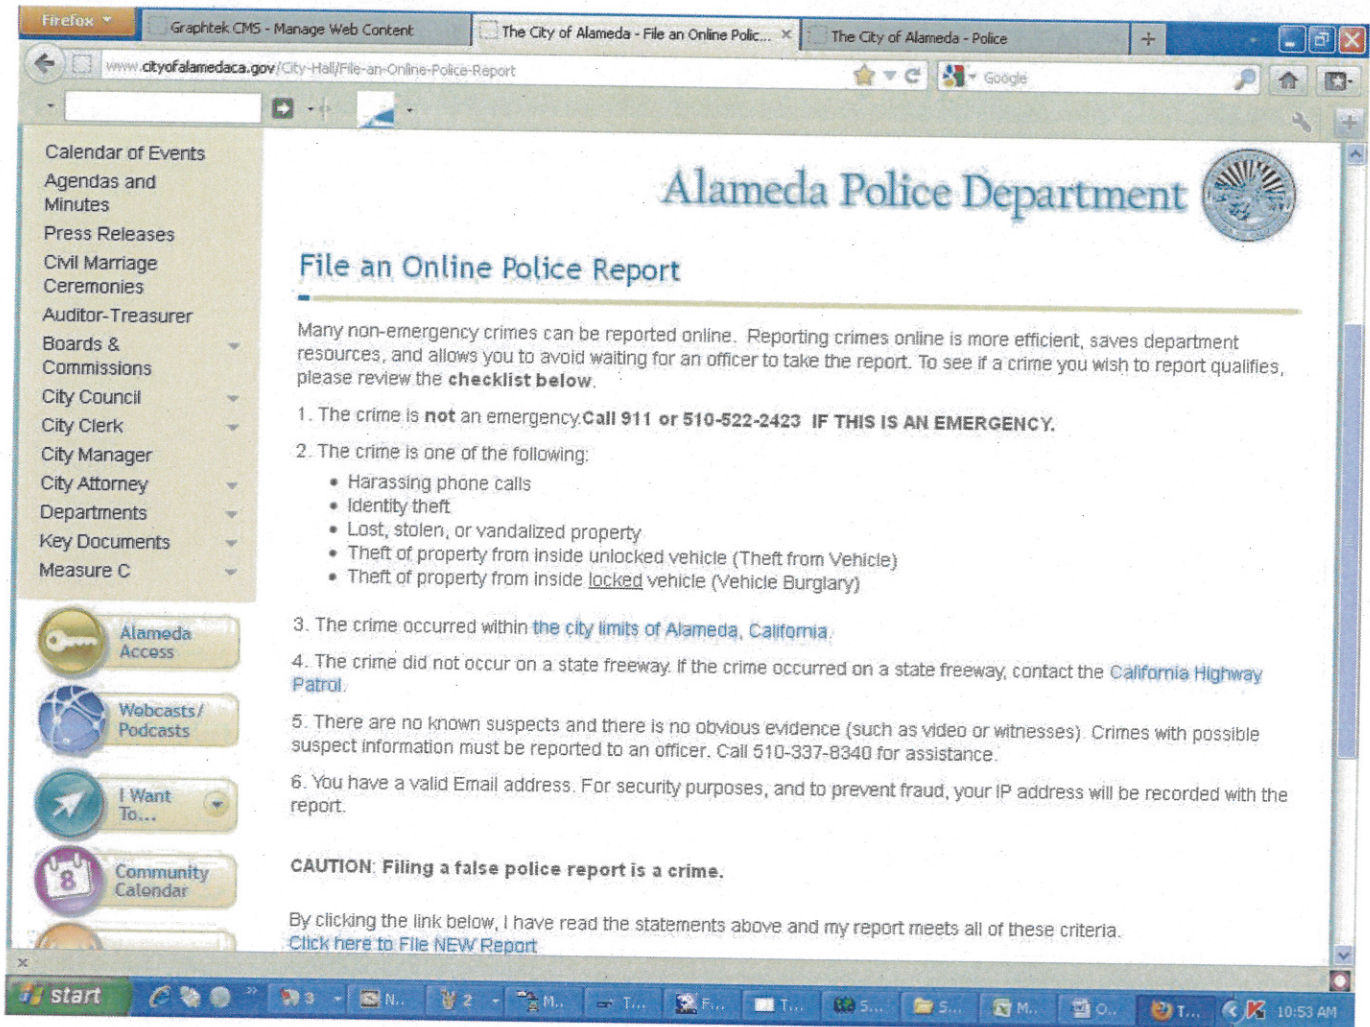 Firefox
Graphtek CMS - Manage Web Content
The City of Alameda - File an Online Polic... ×
The City of Alameda - Police
www.cityofalamedaca.gov/City-Hall/File-an-Online-Police-Report
Google
Calendar of Events
Agendas and
Minutes
Press Releases
Civil Marriage
Ceremonies
Auditor-Treasurer
Boards &
Commissions
City Council
City Clerk
City Manager
City Attorney
Departments
Key Documents
Measure C
Alameda
Access
Webcasts/
Podcasts
I Want
To...
8
Community
Calendar
Alameda Police Department
File an Online Police Report
Many non-emergency crimes can be reported online. Reporting crimes online is more efficient, saves department
resources, and allows you to avoid waiting for an officer to take the report. To see if a crime you wish to report qualifies,
please review the checklist below.
1. The crime is not an emergency.Call 911 or 510-522-2423 IF THIS IS AN EMERGENCY.
2. The crime is one of the following:
• Harassing phone calls
• Identity theft
• Lost, stolen, or vandalized property
• Theft of property from inside unlocked vehicle (Theft from Vehicle)
• Theft of property from inside locked vehicle (Vehicle Burglary)
3. The crime occurred within the city limits of Alameda, California.
4. The crime did not occur on a state freeway. If the crime occurred on a state freeway, contact the California Highway
Patrol.
5. There are no known suspects and there is no obvious evidence (such as video or witnesses). Crimes with possible
suspect information must be reported to an officer. Call 510-337-8340 for assistance.
6. You have a valid Email address. For security purposes, and to prevent fraud, your IP address will be recorded with the
report.
CAUTION: Filing a false police report is a crime.
By clicking the link below, I have read the statements above and my report meets all of these criteria.
Click here to File NEW Report
start
3
N..
2
M..
T...
F...
T...
S...
S...
M..
O..
T...
10:53 AM